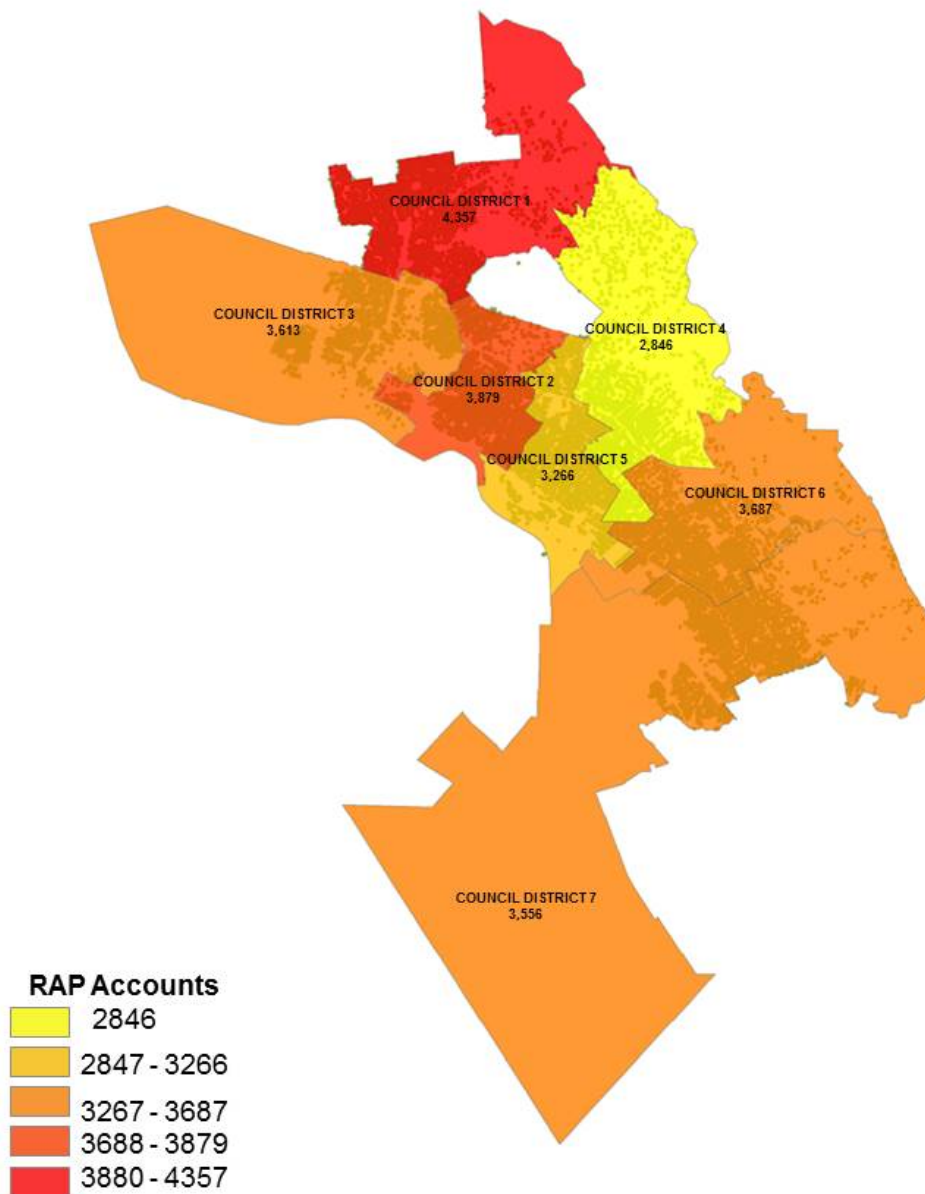 COUNCIL DISTRICT 1
4,357
COUNCIL DISTRICT 3
3,613
COUNCIL DISTRICT 4
2,846
COUNCIL DISTRICT 2
3,879
COUNCIL DISTRICT 5
3,266
COUNCIL DISTRICT 6
3,687
COUNCIL DISTRICT 7
3,556
RAP Accounts
2846
2847 - 3266
3267 - 3687
3688 - 3879
3880 - 4357